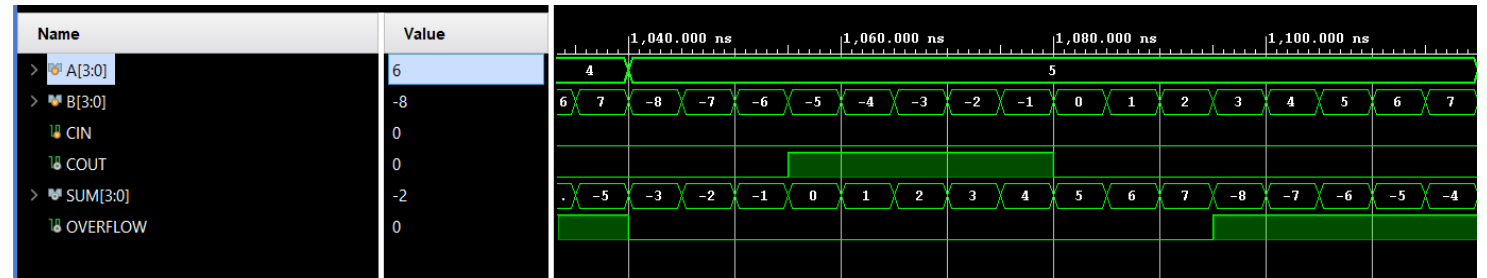 Name Value
1,040.000 ns 1,060.000 ns 1,080.000 ns 1,100.000 ns
A[3:0] 6 4 5
B[3:0] -8 6 7 -8 -7 -6 -5 -4 -3 -2 -1 0 1 2 3 4 5 6 7
CIN 0
COUT 0
SUM[3:0] -2 . -5 -3 -2 -1 0 1 2 3 4 5 6 7 -8 -7 -6 -5 -4
OVERFLOW 0